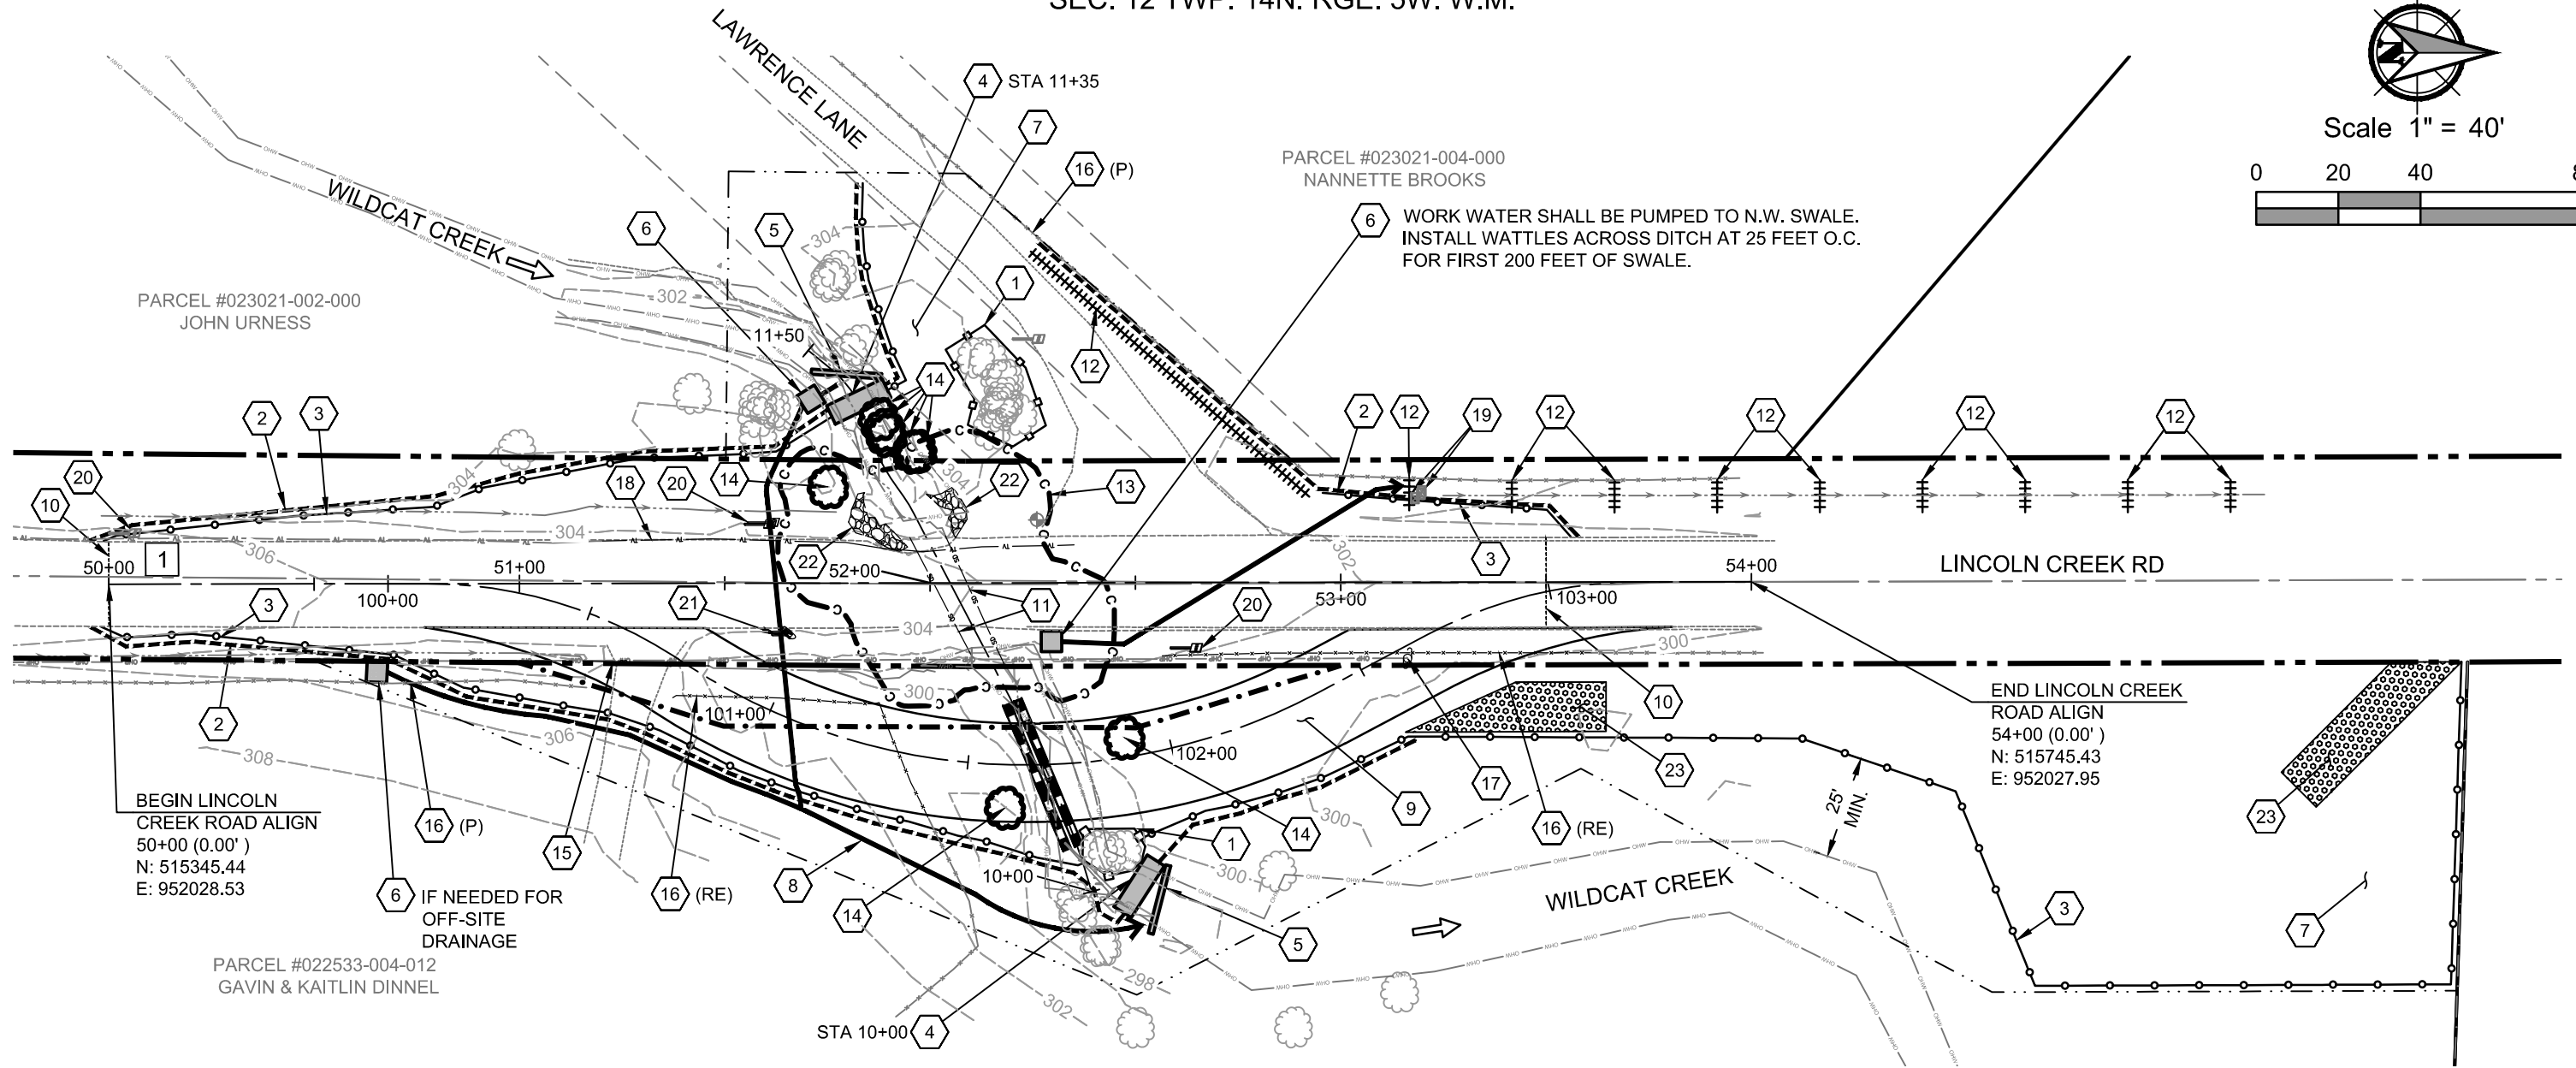 SEC. 12 TWP. 14N. RGE. 5W. W.M.
LAWRENCE LANE
4 STA 11+35
7
16 (P)
PARCEL #023021-004-000
NANNETTE BROOKS
N
Scale 1" = 40'
0 20 40
6 WORK WATER SHALL BE PUMPED TO N.W. SWALE.
INSTALL WATTLES ACROSS DITCH AT 25 FEET O.C.
FOR FIRST 200 FEET OF SWALE.
WILDCAT CREEK
6
5
304
1
302
PARCEL #023021-002-000
JOHN URNESS
11+50
12
14
2
3
2
12
19
12
12
12
12
20
10
304
18
20
14
22
304
13
304
306
1
22
3
302
50+00
51+00
52+00
53+00
54+00
LINCOLN CREEK RD
100+00
103+00
3
21
11
20
304
300
2
300
101+00
102+00
10
306
308
BEGIN LINCOLN
CREEK ROAD ALIGN
50+00 (0.00' )
N: 515345.44
E: 952028.53
END LINCOLN CREEK
ROAD ALIGN
54+00 (0.00' )
N: 515745.43
E: 952027.95
16 (P)
15
16 (RE)
8
14
17
9
23
16 (RE)
25'
MIN.
23
300
1
14
300
10+00
6 IF NEEDED FOR
OFF-SITE
DRAINAGE
WILDCAT CREEK
5
3
7
PARCEL #022533-004-012
GAVIN & KAITLIN DINNEL
298
302
STA 10+00 4